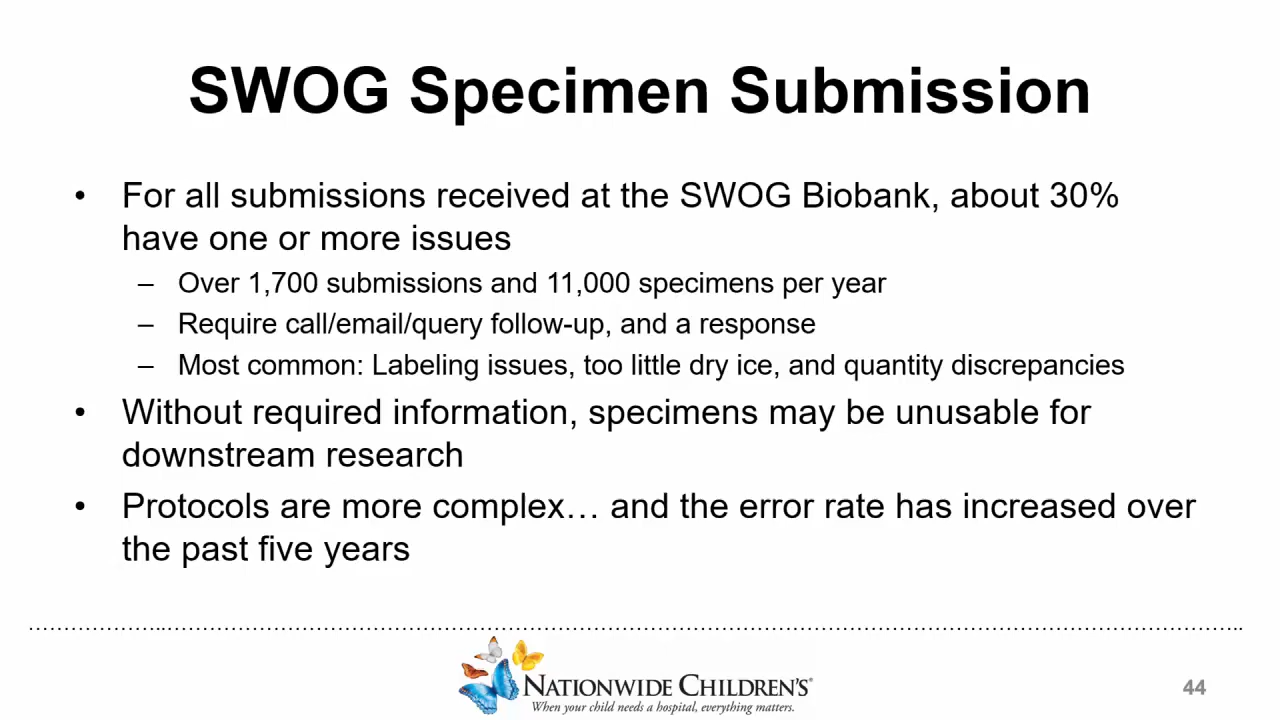 SWOG Specimen Submission
• For all submissions received at the SWOG Biobank, about 30%
have one or more issues
– Over 1,700 submissions and 11,000 specimens per year
– Require call/email/query follow-up, and a response
– Most common: Labeling issues, too little dry ice, and quantity discrepancies
• Without required information, specimens may be unusable for
downstream research
• Protocols are more complex… and the error rate has increased over
the past five years
NATIONWIDE CHILDREN'S®
When your child needs a hospital, everything matters.
44